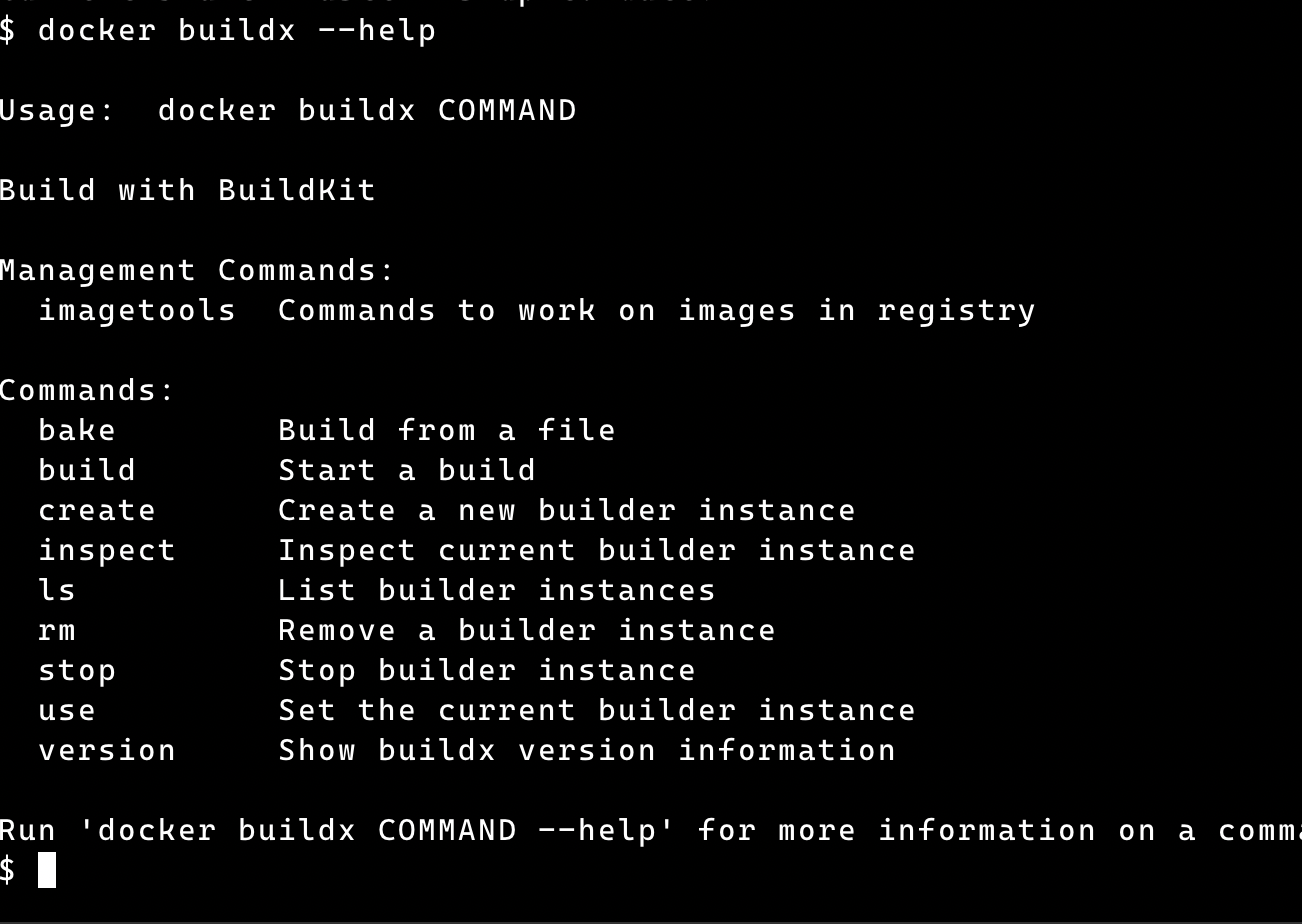 $ docker buildx --help
Usage:  docker buildx COMMAND
Build with BuildKit
Management Commands:
  imagetools  Commands to work on images in registry
Commands:
  bake        Build from a file
  build       Start a build
  create      Create a new builder instance
  inspect     Inspect current builder instance
  ls          List builder instances
  rm          Remove a builder instance
  stop        Stop builder instance
  use         Set the current builder instance
  version     Show buildx version information
Run 'docker buildx COMMAND --help' for more information on a
$